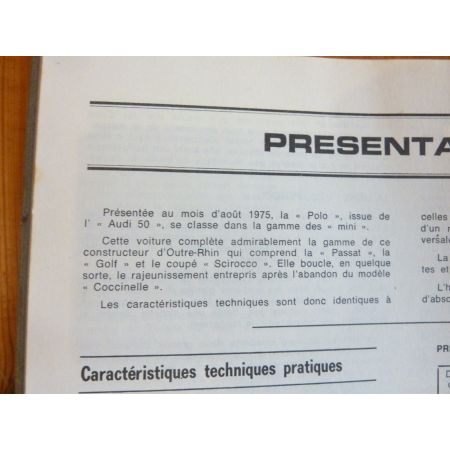 PRESENTA
Présentée au mois d'août 1975, la « Polo », issue de
l' « Audi 50 », se classe dans la gamme des « mini ».
Cette voiture complète admirablement la gamme de ce
constructeur d'Outre-Rhin qui comprend la « Passat », la
« Golf » et le coupé « Scirocco ». Elle boucle, en quelque
sorte, le rajeunissement entrepris après l'abandon du modèle
« Coccinelle ».
Les caractéristiques techniques sont donc identiques à
celles
d'un
versale
La
tes et
L'h
d'abso
Caractéristiques techniques pratiques
PR